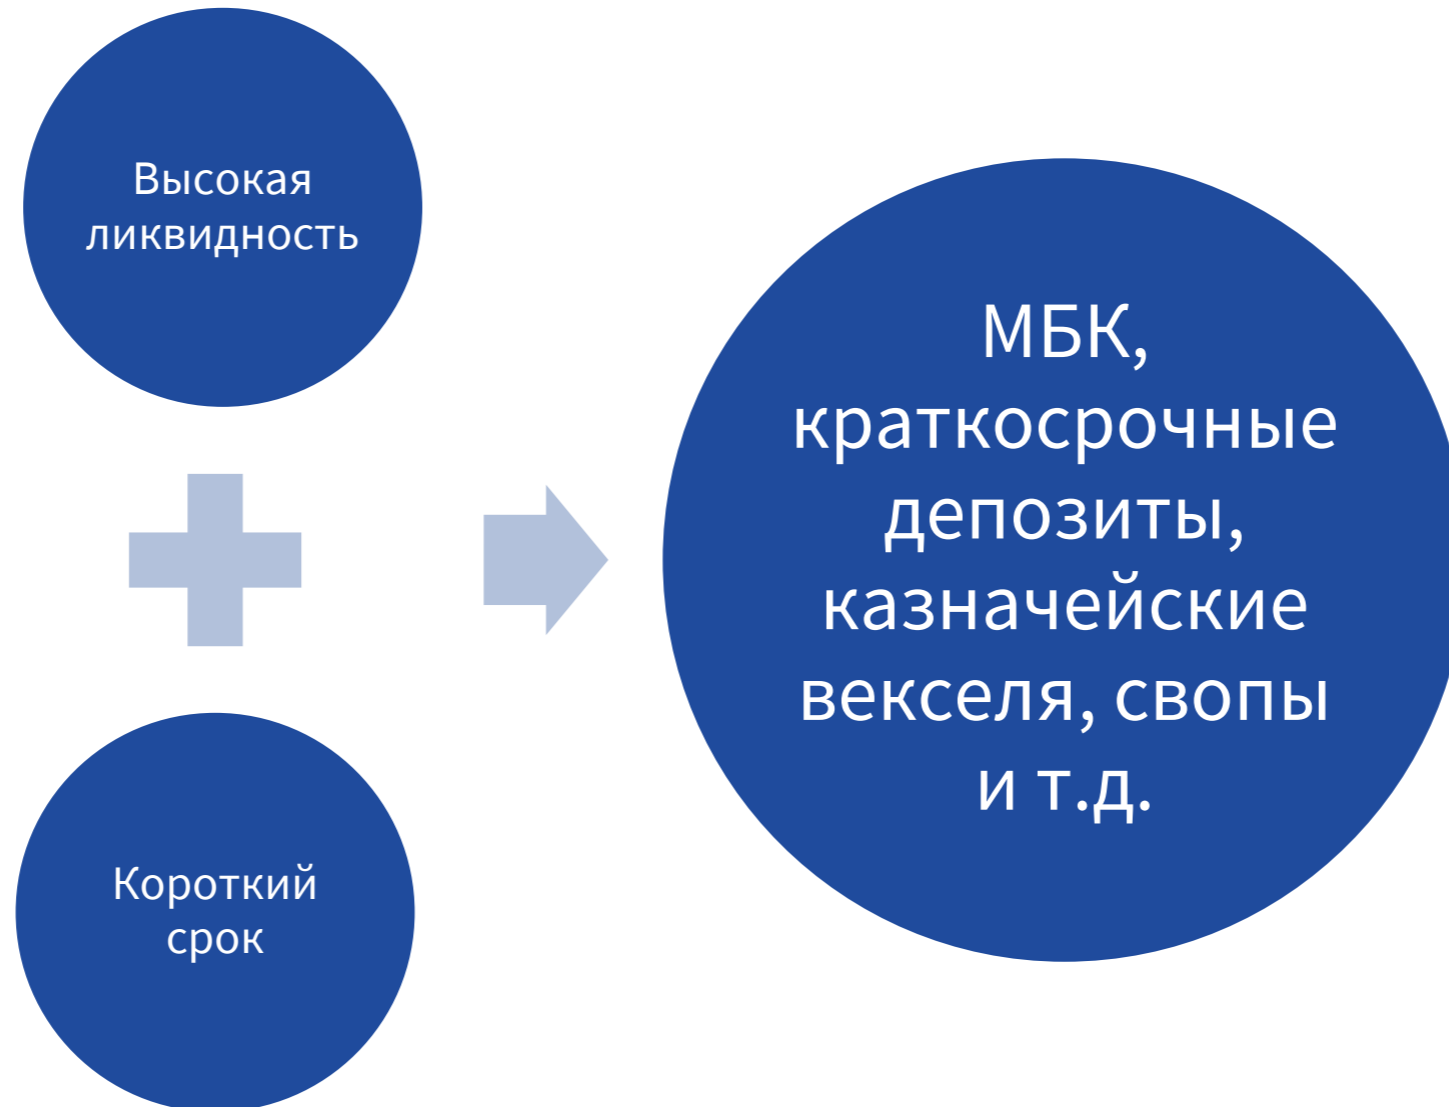 Высокая
ликвидность
Короткий
срок
МБК,
краткосрочные
депозиты,
казначейские
векселя, свопы
и т.д.